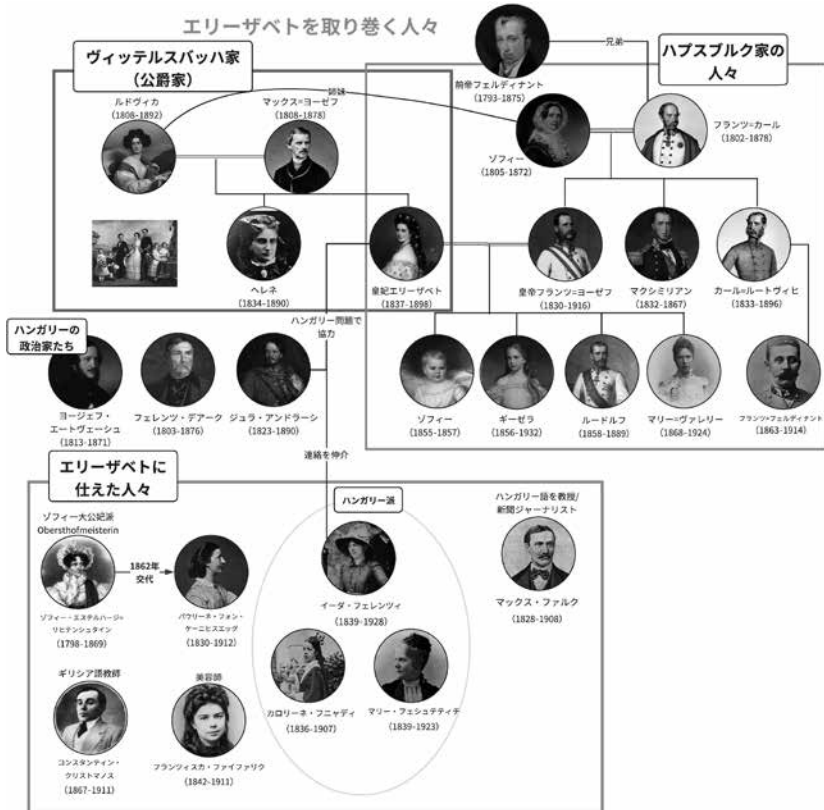 エリーザベトを取り巻く人々
兄弟
ハプスブルク家の
人々
ヴィッテルスバッハ家
（公爵家）
前帝フェルディナント
(1793-1875)
姉妹
ルドヴィカ
(1808-1892)
マックス=ヨーゼフ
(1808-1878)
ゾフィー
(1805-1872)
フランツ=カール
(1802-1878)
ヘレネ
(1834-1890)
皇妃エリーザベト
(1837-1898)
皇帝フランツ=ヨーゼフ
(1830-1916)
マクシミリアン
(1832-1867)
カール=ルートヴィヒ
(1833-1896)
ハンガリー問題で
協力
ハンガリーの
政治家たち
ヨージェフ・
エートヴェーシュ
(1813-1871)
フェレンツ・デアーク
(1803-1876)
ジュラ・アンドラーシ
(1823-1890)
ゾフィー
(1855-1857)
ギーゼラ
(1856-1932)
ルードルフ
(1858-1889)
マリー=ヴァレリー
(1868-1924)
フランツ=フェルディナント
(1863-1914)
連絡を仲介
エリーザベトに
仕えた人々
ハンガリー派
ゾフィー大公妃派
Obersthofmeisterin
1862年
交代
ゾフィー・エステルハージ=
リヒテンシュタイン
(1798-1869)
パウリーネ・フォン・
ケーニヒスエッグ
(1830-1912)
イーダ・フェレンツィ
(1839-1928)
ハンガリー語を教授/
新聞ジャーナリスト
マックス・ファルク
(1828-1908)
ギリシア語教師
コンスタンティン・
クリストマノス
(1867-1911)
美容師
フランツィスカ・ファイファリク
(1842-1911)
カロリーネ・フニャディ
(1836-1907)
マリー・フェシュテティチ
(1839-1923)